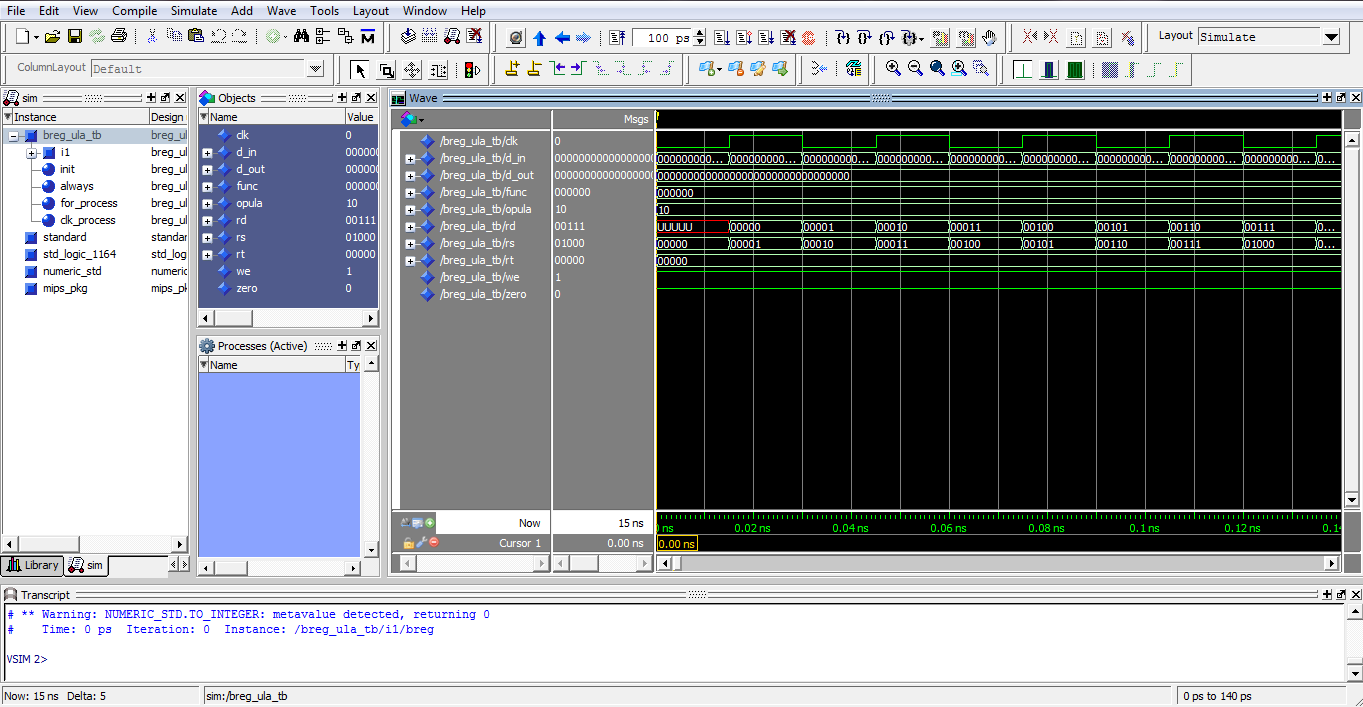 File Edit View Compile Simulate Add Wave Tools Layout Window Help
100 ps
Layout Simulate
ColumnLayout Default
sim
Instance Design
breg_ula_tb breg_ul
i1 breg_ul
init breg_ul
always breg_ul
for_process breg_ul
clk_process breg_ul
standard standar
std_logic_1164 std_log
numeric_std numeric
mips_pkg mips_pk
Library sim
Objects
Name Value
clk 0
d_in 000000
d_out 000000
func 000000
opula 10
rd 00111
rs 01000
rt 00000
we 1
zero 0
Processes (Active)
Name Ty
Wave
Msgs
/breg_ula_tb/clk 0
/breg_ula_tb/d_in 0000000000000000 000000000... 000000000... 000000000... 000000000... 000000000... 000000000... 000000000... 000000000... 000000000... 0...
/breg_ula_tb/d_out 0000000000000000 00000000000000000000000000000000
/breg_ula_tb/func 000000 000000
/breg_ula_tb/opula 10 10
/breg_ula_tb/rd 00111 UUUUU 00000 00001 00010 00011 00100 00101 00110 00111 0...
/breg_ula_tb/rs 01000 00000 00001 00010 00011 00100 00101 00110 00111 01000 0...
/breg_ula_tb/rt 00000 00000
/breg_ula_tb/we 1
/breg_ula_tb/zero 0
Now 15 ns ns 0.02 ns 0.04 ns 0.06 ns 0.08 ns 0.1 ns 0.12 ns 0.14
Cursor 1 0.00 ns 0.00 ns
Transcript
# ** Warning: NUMERIC_STD.TO_INTEGER: metavalue detected, returning 0
# Time: 0 ps Iteration: 0 Instance: /breg_ula_tb/i1/breg
VSIM 2>
Now: 15 ns Delta: 5 sim:/breg_ula_tb 0 ps to 140 ps